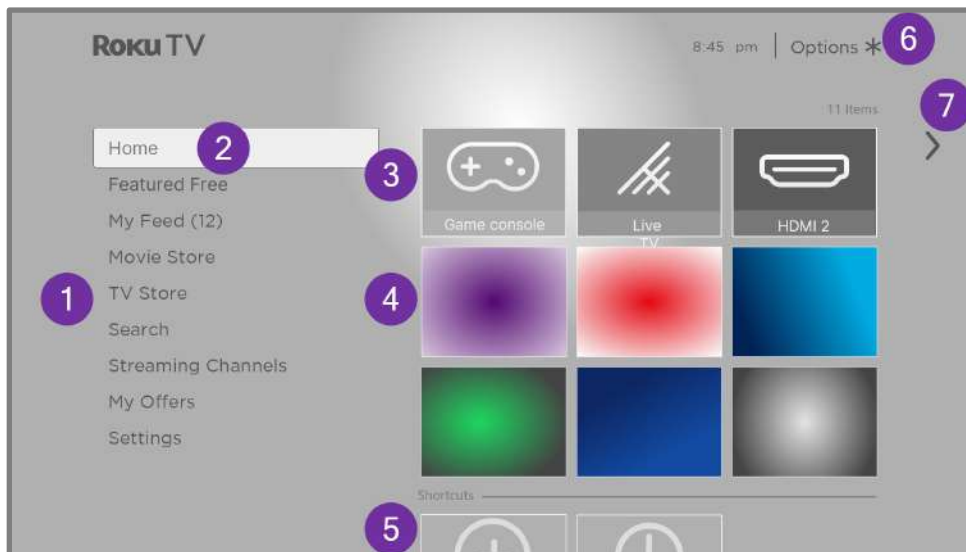 Roku TV
8:45 pm | Options *
6
7
11 Items
Home
2
Featured Free
My Feed (12)
Movie Store
TV Store
Search
Streaming Channels
My Offers
Settings
1
3
Game console
Live
TV
HDMI 2
4
Shortcuts
5